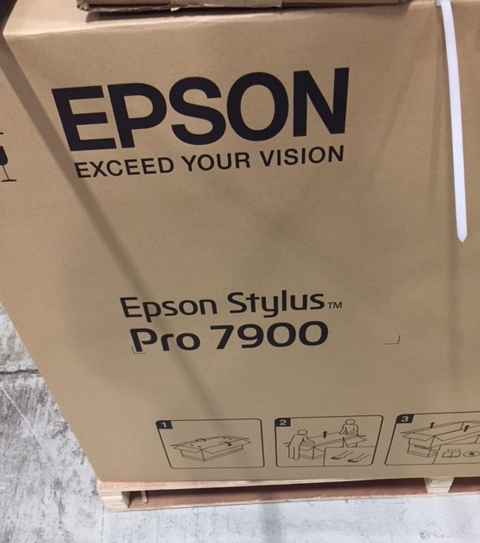 EPSON
EXCEED YOUR VISION
Epson Stylus™
Pro 7900
1
2
3